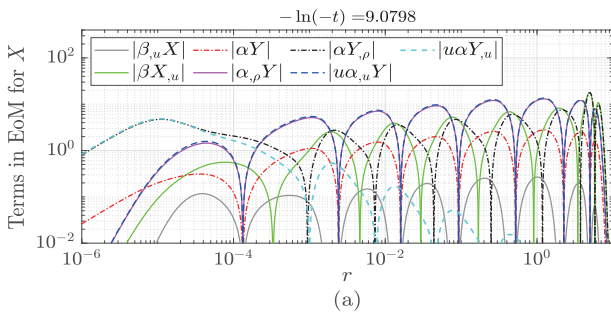 − ln(−t) =9.0798
|β,uX| |αY| |αY,ρ| |uαY,u|
|βX,u| |α,ρY| |uα,uY|
Terms in EoM for X
10^2
10^0
10^−2
10^−6 10^−4 10^−2 10^0
r
(a)